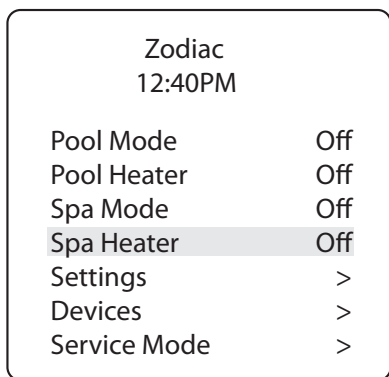 Zodiac
12:40PM
Pool Mode Off
Pool Heater Off
Spa Mode Off
Spa Heater Off
Settings >
Devices >
Service Mode >